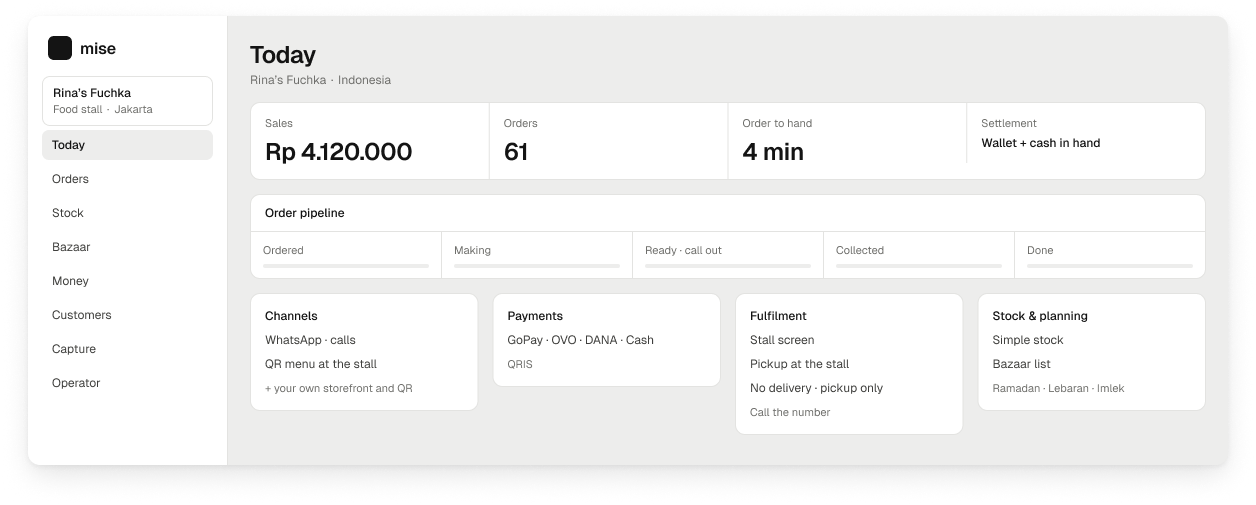 mise
Rina's Fuchka
Food stall · Jakarta
Today
Orders
Stock
Bazaar
Money
Customers
Capture
Operator
Today
Rina's Fuchka · Indonesia
Sales
Rp 4.120.000
Orders
61
Order to hand
4 min
Settlement
Wallet + cash in hand
Order pipeline
Ordered
Making
Ready · call out
Collected
Done
Channels
WhatsApp · calls
QR menu at the stall
+ your own storefront and QR
Payments
GoPay · OVO · DANA · Cash
QRIS
Fulfilment
Stall screen
Pickup at the stall
No delivery · pickup only
Call the number
Stock & planning
Simple stock
Bazaar list
Ramadan · Lebaran · Imlek